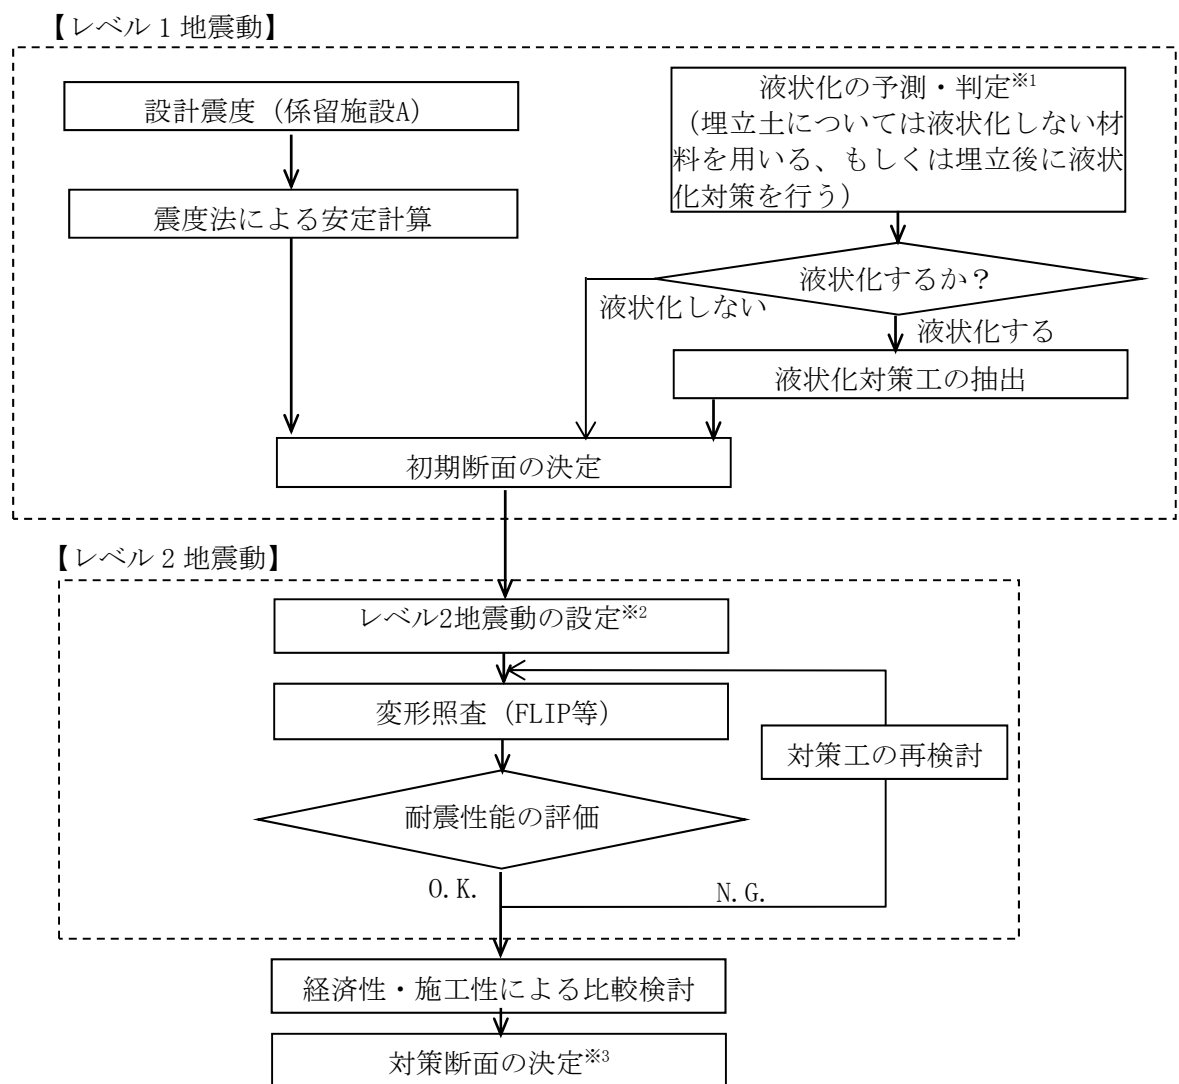 【レベル１地震動】
設計震度（係留施設A）
震度法による安定計算
液状化の予測・判定※1
（埋立土については液状化しない材
料を用いる、もしくは埋立後に液状
化対策を行う）
液状化するか？
液状化しない
液状化する
液状化対策工の抽出
初期断面の決定
【レベル２地震動】
レベル2地震動の設定※2
変形照査（FLIP等）
対策工の再検討
耐震性能の評価
O.K.
N.G.
経済性・施工性による比較検討
対策断面の決定※3